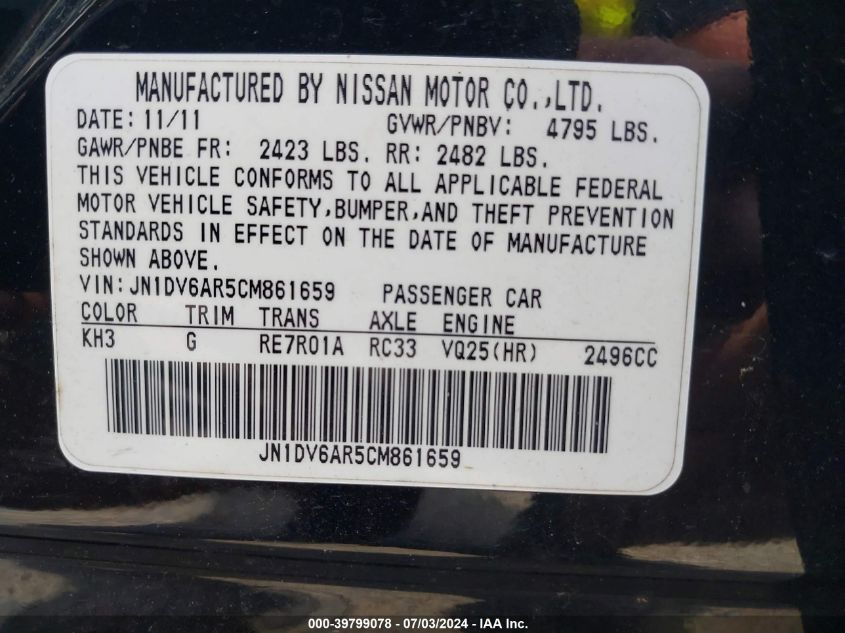 MANUFACTURED BY NISSAN MOTOR CO.,LTD.
DATE: 11/11 GVWR/PNBV: 4795 LBS.
GAWR/PNBE FR: 2423 LBS. RR: 2482 LBS.
THIS VEHICLE CONFORMS TO ALL APPLICABLE FEDERAL
MOTOR VEHICLE SAFETY,BUMPER,AND THEFT PREVENTION
STANDARDS IN EFFECT ON THE DATE OF MANUFACTURE
SHOWN ABOVE.
VIN: JN1DV6AR5CM861659 PASSENGER CAR
COLOR TRIM TRANS AXLE ENGINE
KH3 G RE7R01A RC33 VQ25(HR) 2496CC
JN1DV6AR5CM861659
000-39799078 - 07/03/2024 - IAAI.com